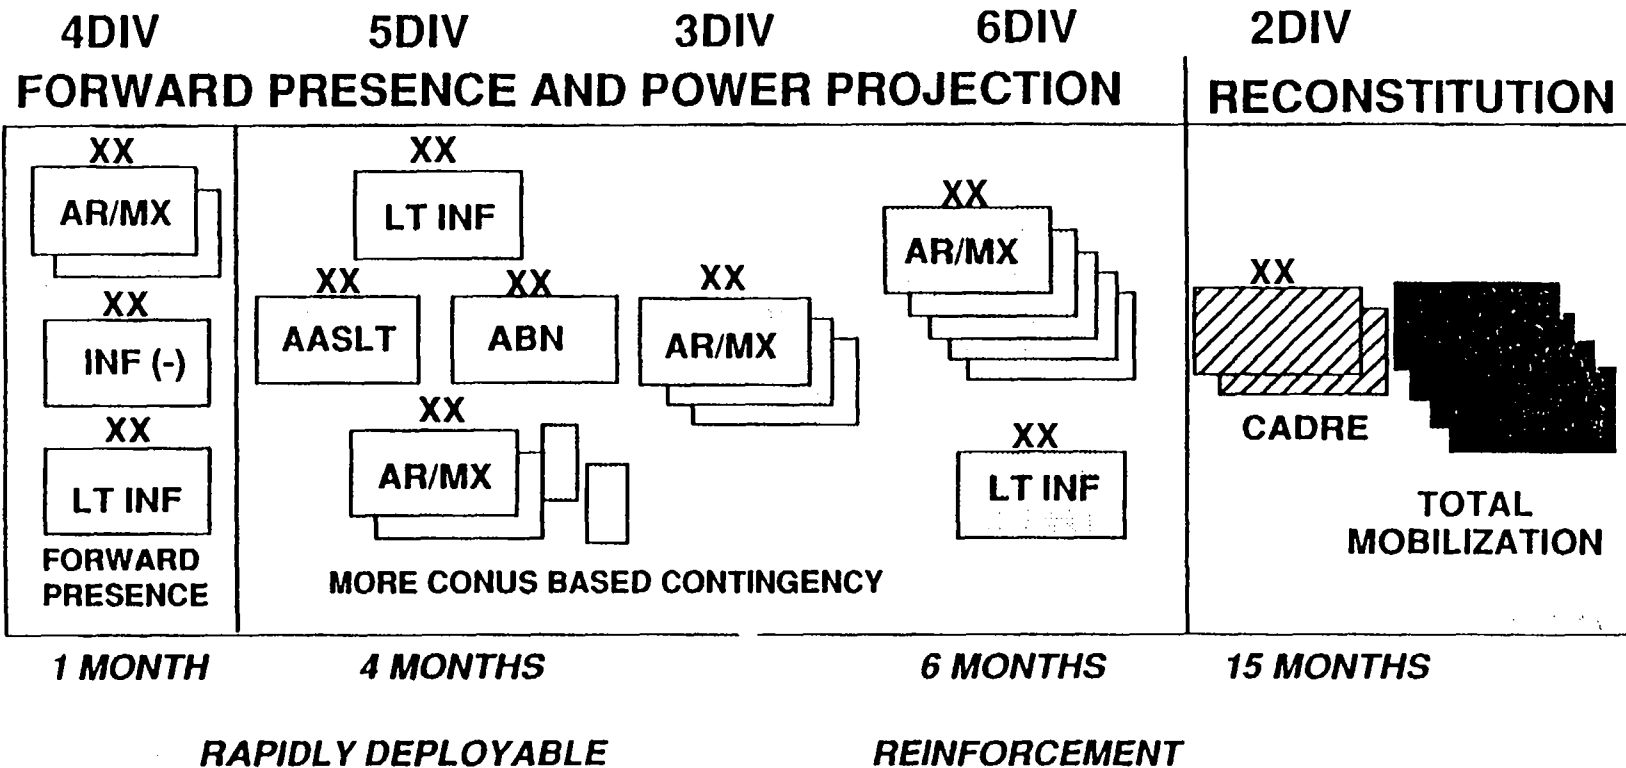 4DIV 5DIV 3DIV 6DIV 2DIV
FORWARD PRESENCE AND POWER PROJECTION RECONSTITUTION
XX
AR/MX
XX
INF (-)
XX
LT INF
FORWARD
PRESENCE
XX
LT INF
XX
AASLT
XX
ABN
XX
AR/MX
XX
AR/MX
MORE CONUS BASED CONTINGENCY
XX
AR/MX
XX
LT INF
XX
CADRE
TOTAL
MOBILIZATION
1 MONTH 4 MONTHS 6 MONTHS 15 MONTHS
RAPIDLY DEPLOYABLE REINFORCEMENT